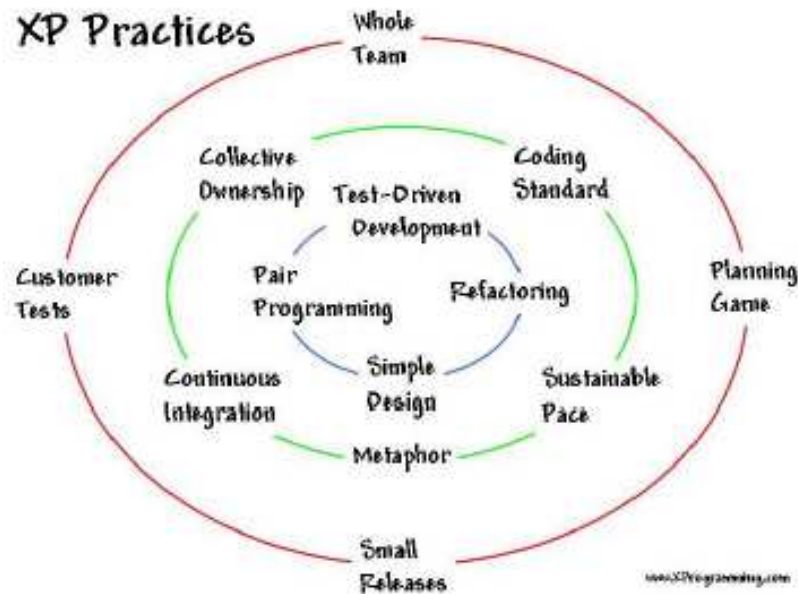 XP Practices
Whole
Team
Collective
Ownership
Coding
Standard
Test-Driven
Development
Customer
Tests
Pair
Programming
Refactoring
Planning
Game
Continuous
Integration
Simple
Design
Sustainable
Pace
Metaphor
Small
Releases
www.XProgramming.com